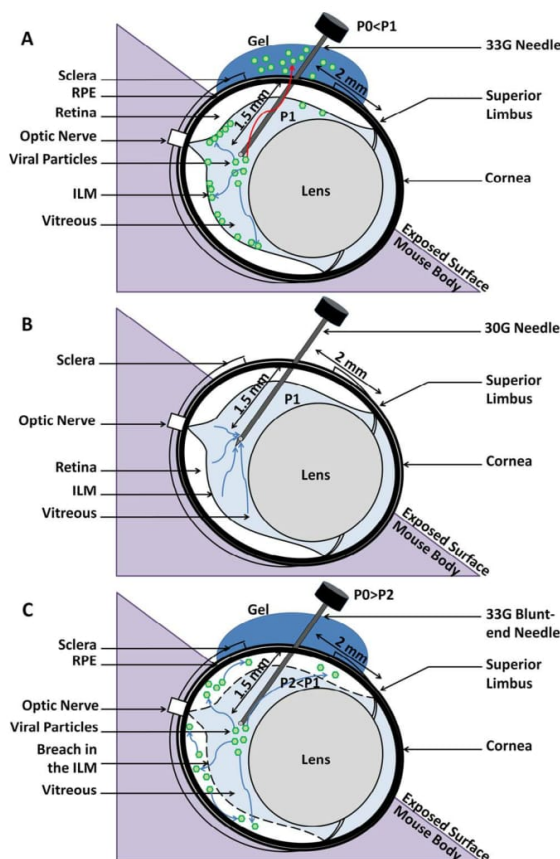 A
P0<P1
Gel
33G Needle
Sclera
RPE
Retina
Optic Nerve
Viral Particles
ILM
Vitreous
1.5 mm
P1
2 mm
Superior
Limbus
Lens
Cornea
Exposed Surface
Mouse Body
B
30G Needle
Sclera
Optic Nerve
Retina
ILM
Vitreous
1.5 mm
P1
2 mm
Superior
Limbus
Lens
Cornea
Exposed Surface
Mouse Body
C
P0>P2
Gel
33G Blunt-
end Needle
Sclera
RPE
Optic Nerve
Viral Particles
Breach in
the ILM
Vitreous
1.5 mm
P2<P1
2 mm
Superior
Limbus
Lens
Cornea
Exposed Surface
Mouse Body